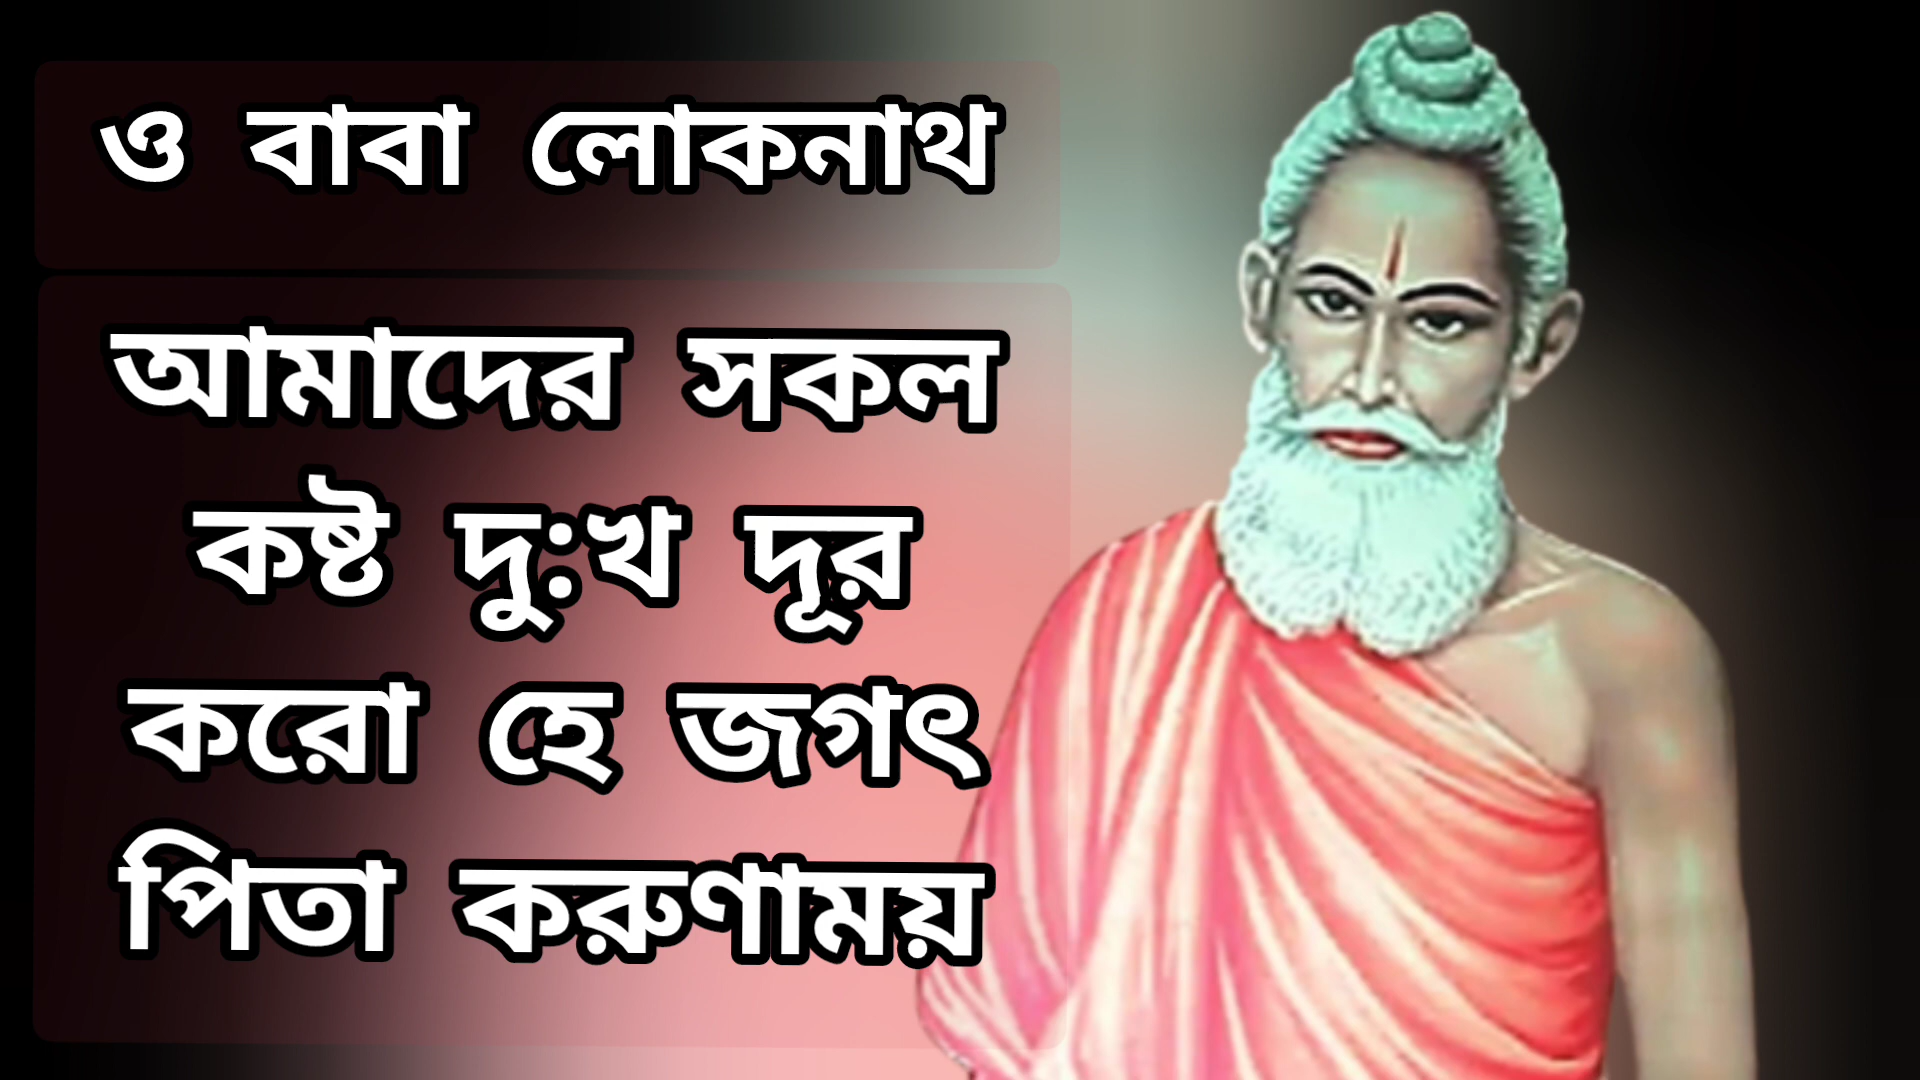 ও বাবা লোকনাথ
আমাদের সকল
কষ্ট দু:খ দূর
করো হে জগৎ
পিতা করুণাময়